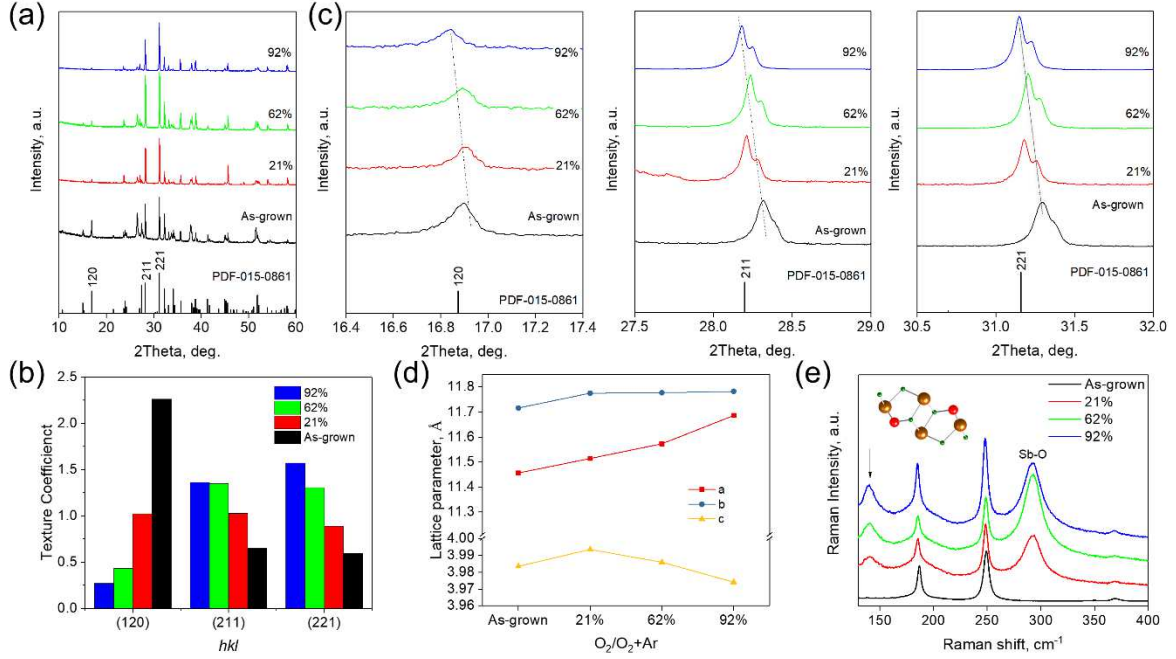 (a)
Intensity, a.u.
92%
62%
21%
As-grown
PDF-015-0861
120
211
221
10 20 30 40 50 60
2Theta, deg.
(c)
Intensity, a.u.
92%
62%
21%
As-grown
PDF-015-0861
120
16.4 16.6 16.8 17.0 17.2 17.4
2Theta, deg.
Intensity, a.u.
92%
62%
21%
As-grown
PDF-015-0861
211
27.5 28.0 28.5 29.0
2Theta, deg.
Intensity, a.u.
92%
62%
21%
As-grown
PDF-015-0861
221
30.5 31.0 31.5 32.0
2Theta, deg.
(b)
Texture Coefficienct
2.5
2.0
1.5
1.0
0.5
0.0
92%
62%
21%
As-grown
(120) (211) (221)
hkl
(d)
Lattice parameter, Å
11.8
11.7
11.6
11.5
11.4
11.3
4.00
3.99
3.98
3.97
3.96
a
b
c
As-grown 21% 62% 92%
O₂/O₂+Ar
(e)
Raman Intensity, a.u.
As-grown
21%
62%
92%
Sb-O
150 200 250 300 350 400
Raman shift, cm⁻¹